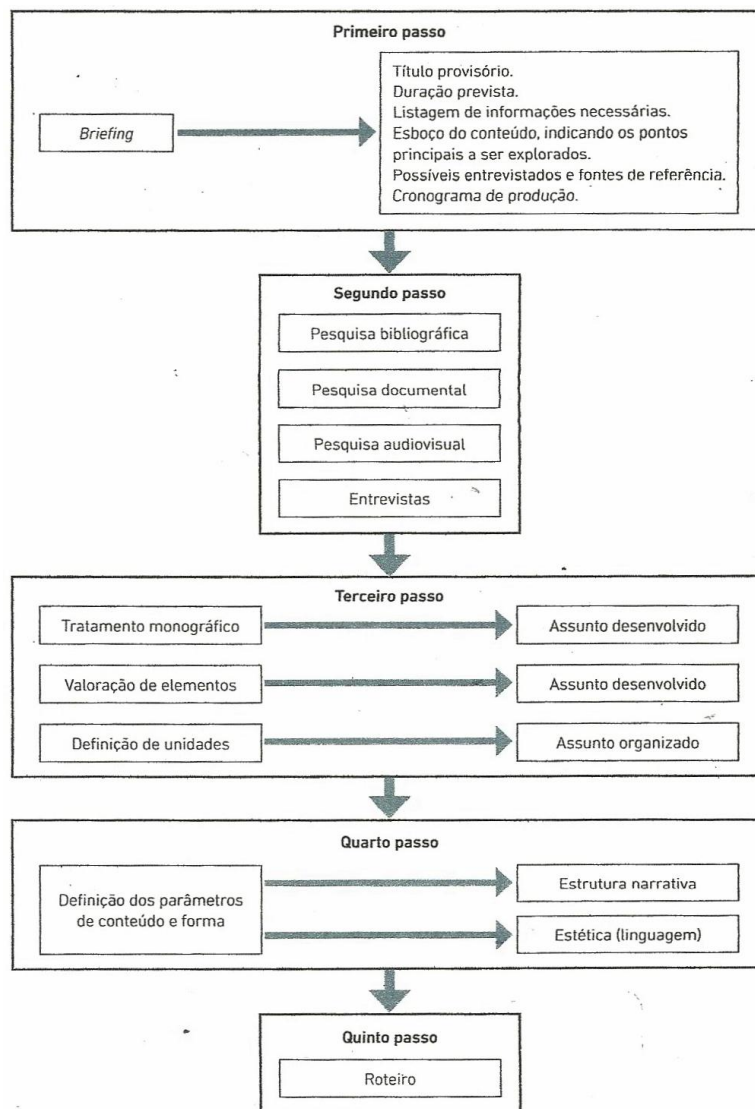 Primeiro passo
Briefing
Título provisório.
Duração prevista.
Listagem de informações necessárias.
Esboço do conteúdo, indicando os pontos
principais a ser explorados.
Possíveis entrevistados e fontes de referência.
Cronograma de produção.
Segundo passo
Pesquisa bibliográfica
Pesquisa documental
Pesquisa audiovisual
Entrevistas
Terceiro passo
Tratamento monográfico
Assunto desenvolvido
Valoração de elementos
Assunto desenvolvido
Definição de unidades
Assunto organizado
Quarto passo
Definição dos parâmetros
de conteúdo e forma
Estrutura narrativa
Estética (linguagem)
Quinto passo
Roteiro